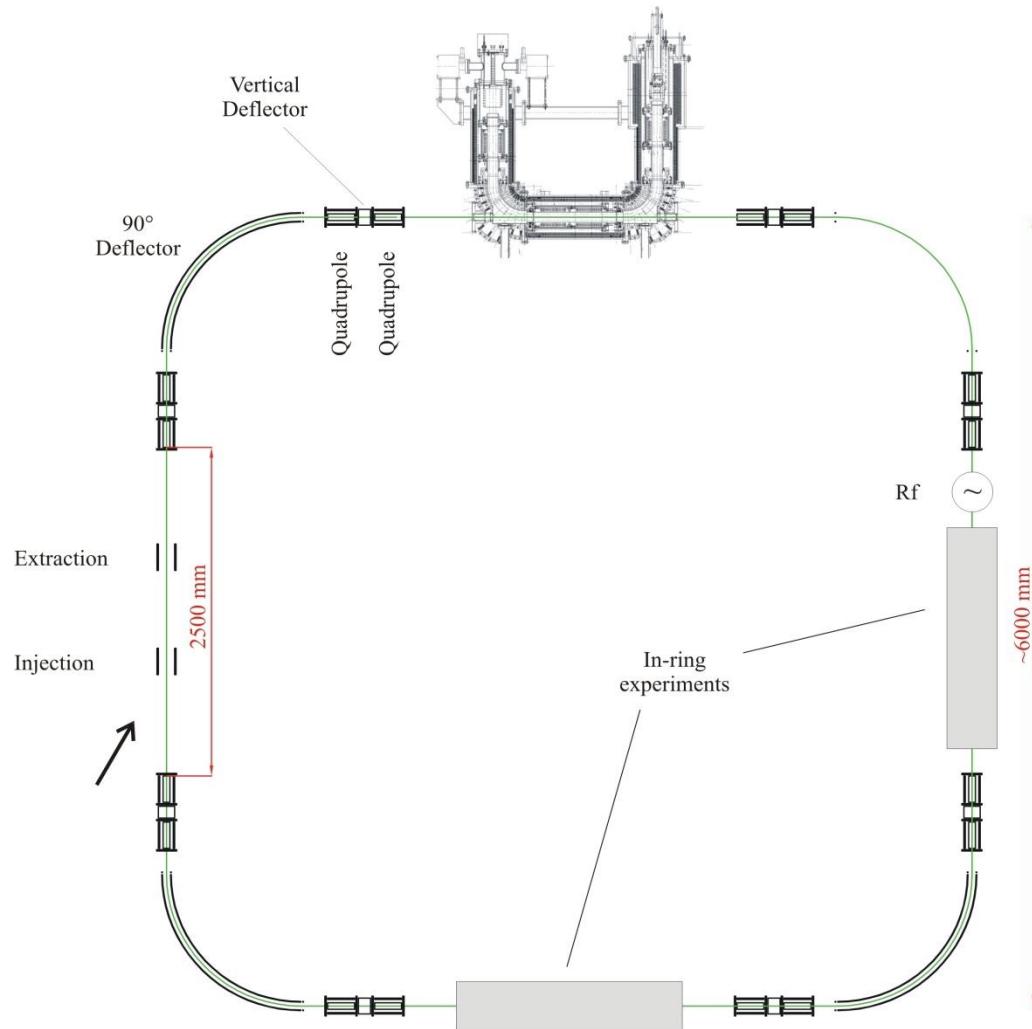 Vertical
Deflector
90°
Deflector
Quadrupole
Quadrupole
Rf
~
Extraction
2500 mm
Injection
In-ring
experiments
~6000 mm